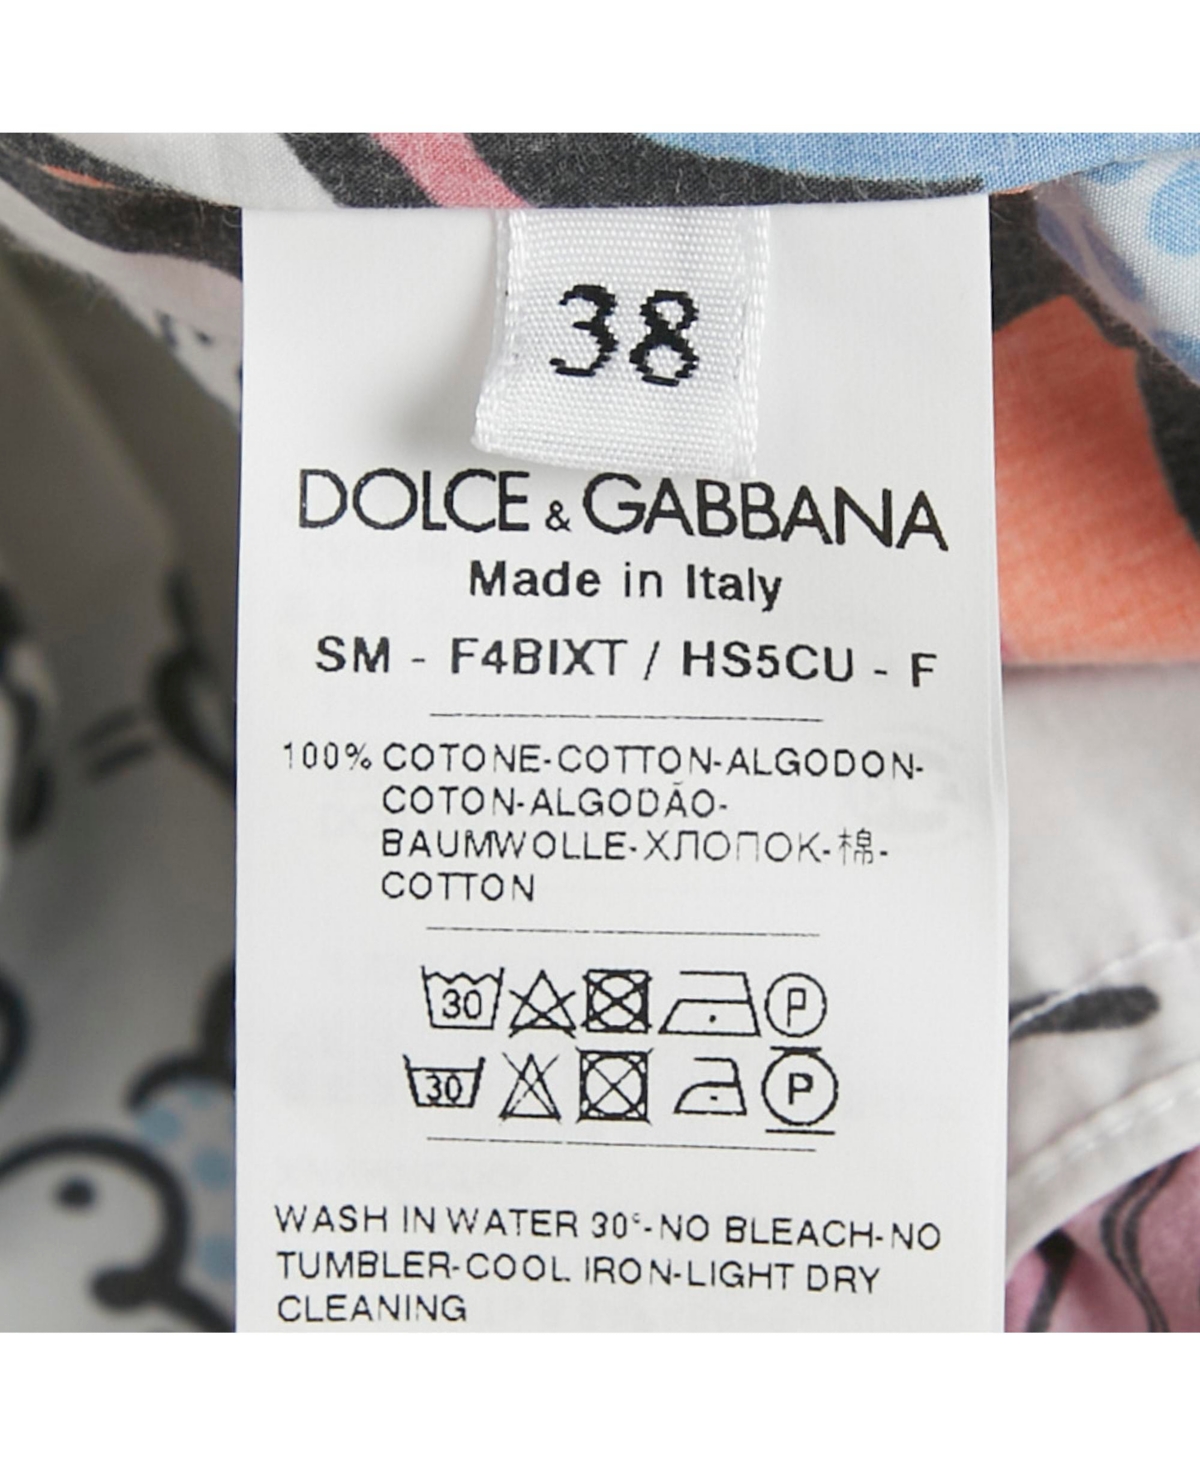 38
DOLCE & GABBANA
Made in Italy
SM - F4BIXT / HS5CU - F
100% COTONE-COTTON-ALGODON-
COTON-ALGODÃO-
BAUMWOLLE-ХЛОПОК-棉-
COTTON
30 P
30 P
WASH IN WATER 30°-NO BLEACH-NO
TUMBLER-COOL IRON-LIGHT DRY
CLEANING